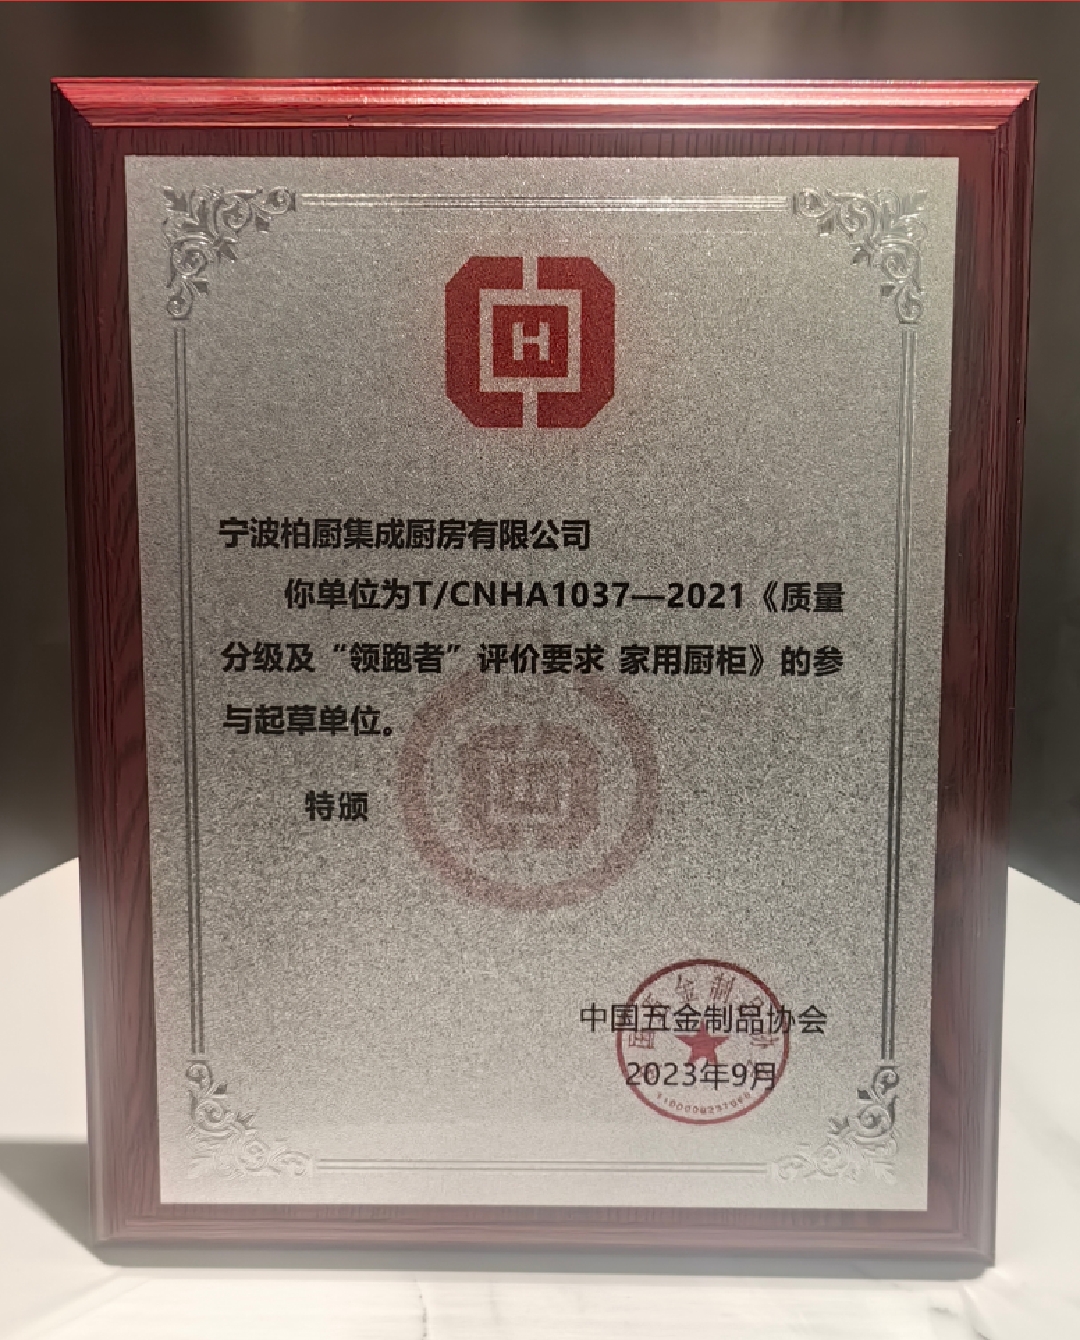 H
宁波柏厨集成厨房有限公司
你单位为T/CNHA1037—2021《质量
分级及“领跑者”评价要求 家用厨柜》的参
与起草单位。
特颁
中国五金制品协会
2023年9月